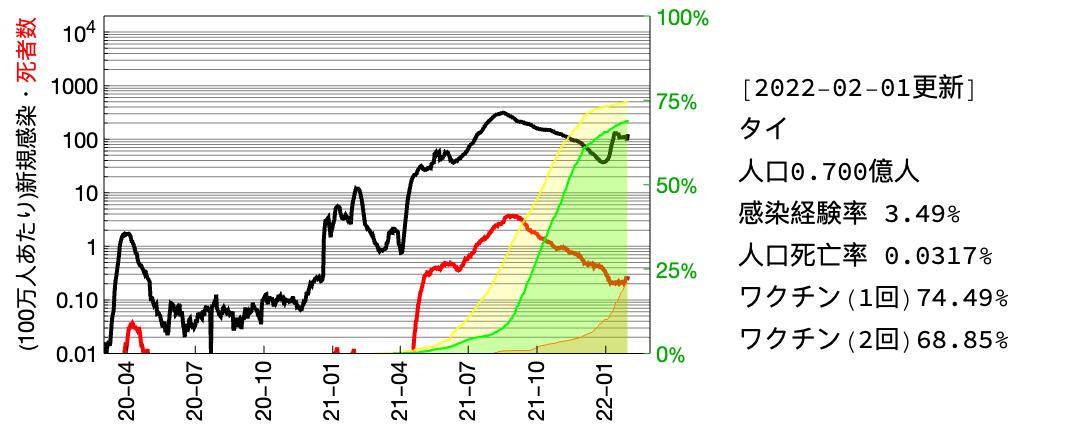 (100万人あたり)新規感染・死者数
10⁴
1000
100
10
1
0.10
0.01
100%
75%
50%
25%
0%
20-04
20-07
20-10
21-01
21-04
21-07
21-10
22-01
[2022-02-01更新]
タイ
人口0.700億人
感染経験率 3.49%
人口死亡率 0.0317%
ワクチン(1回)74.49%
ワクチン(2回)68.85%